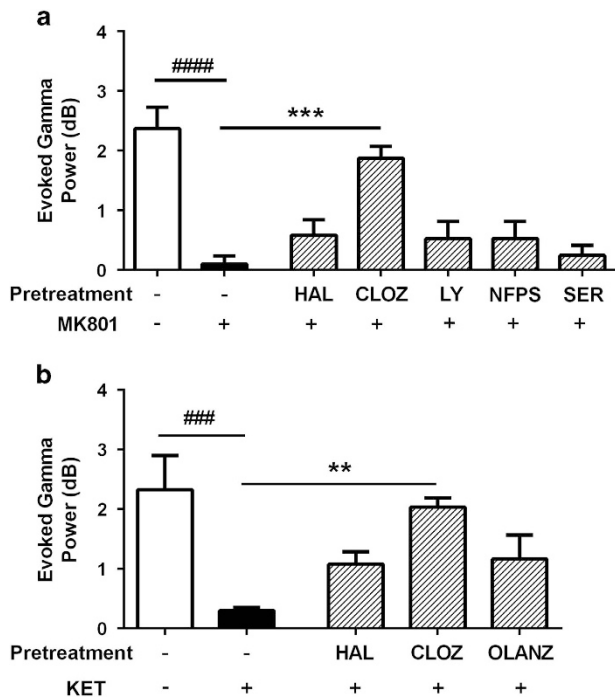 a
Evoked Gamma
Power (dB)
4
3
2
1
0
####
***
Pretreatment - - HAL CLOZ LY NFPS SER
MK801 - + + + + + +
b
Evoked Gamma
Power (dB)
4
3
2
1
0
###
**
Pretreatment - - HAL CLOZ OLANZ
KET - + + + +